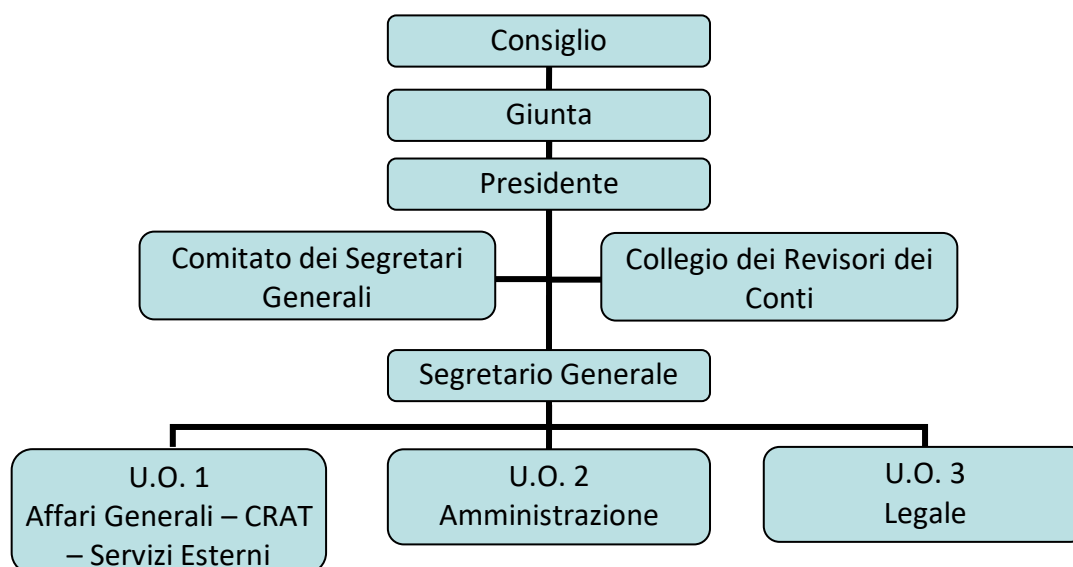 Consiglio
Giunta
Presidente
Comitato dei Segretari
Generali
Collegio dei Revisori dei
Conti
Segretario Generale
U.O. 1
Affari Generali – CRAT
– Servizi Esterni
U.O. 2
Amministrazione
U.O. 3
Legale